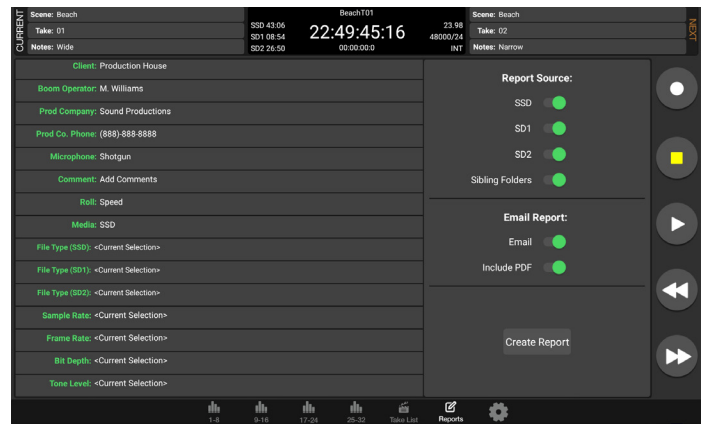 CURRENT
Scene: Beach
Take: 01
Notes: Wide
SSD 43:06
SD1 08:54
SD2 26:50
BeachT01
22:49:45:16
00:00:00:0
23.98
48000/24
INT
Scene: Beach
Take: 02
Notes: Narrow
NEXT
Client: Production House
Boom Operator: M. Williams
Prod Company: Sound Productions
Prod Co. Phone: (888)-888-8888
Microphone: Shotgun
Comment: Add Comments
Roll: Speed
Media: SSD
File Type (SSD): <Current Selection>
File Type (SD1): <Current Selection>
File Type (SD2): <Current Selection>
Sample Rate: <Current Selection>
Frame Rate: <Current Selection>
Bit Depth: <Current Selection>
Tone Level: <Current Selection>
Report Source:
SSD
SD1
SD2
Sibling Folders
Email Report:
Email
Include PDF
Create Report
1-8
9-16
17-24
25-32
Take List
Reports